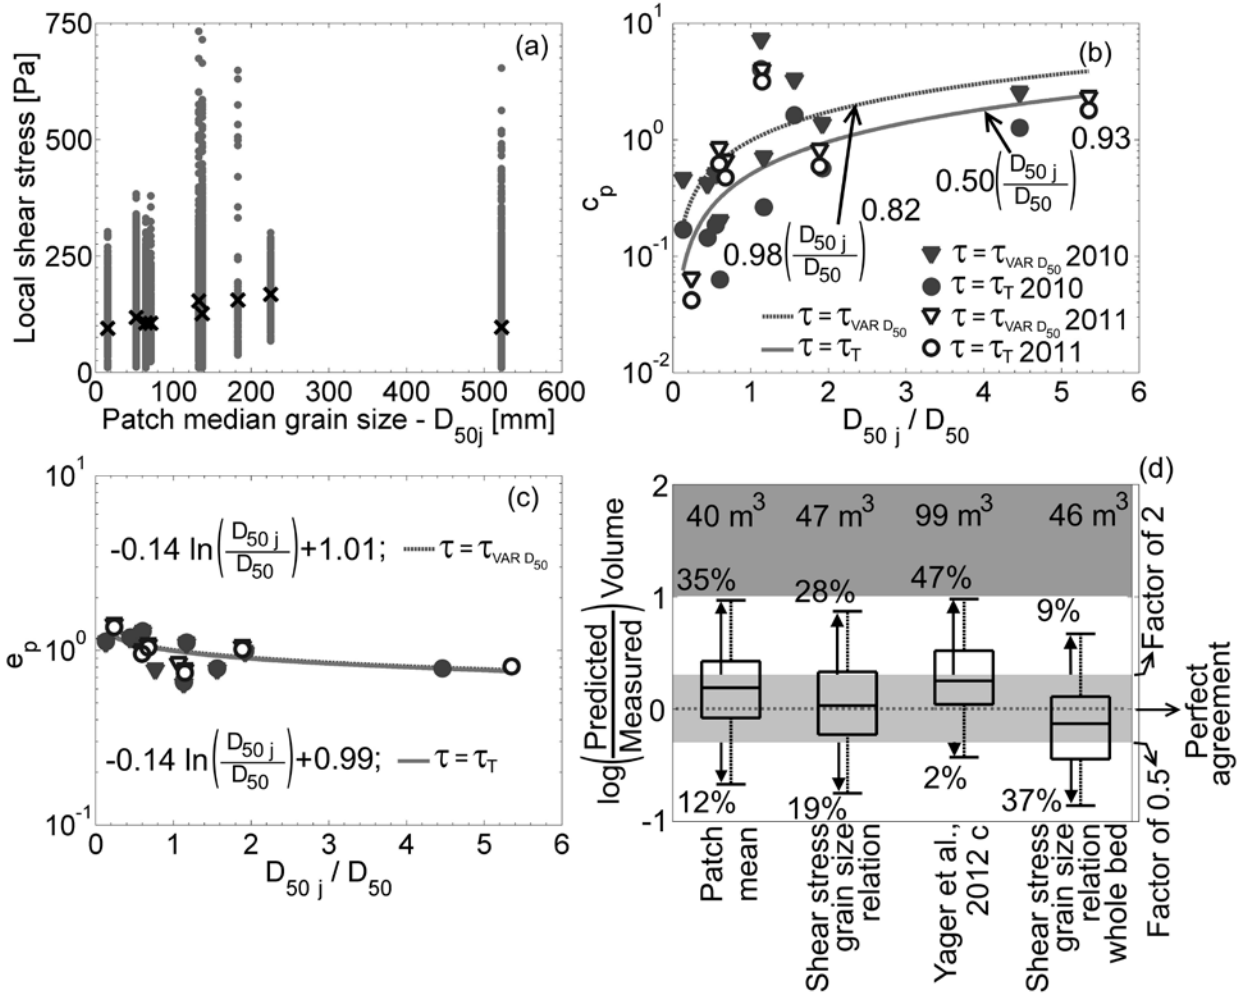 (a)
Local shear stress [Pa]
750
500
250
0
0 100 200 300 400 500 600
Patch median grain size - D50j [mm]
(b)
cp
10^1
10^0
10^-1
10^-2
0 1 2 3 4 5 6
D50 j / D50
0.98(D50 j/D50)^0.82
0.50(D50 j/D50)^0.93
τ = τVAR D50
τ = τT
τ = τVAR D50 2010
τ = τT 2010
τ = τVAR D50 2011
τ = τT 2011
(c)
ep
10^1
10^0
10^-1
0 1 2 3 4 5 6
D50 j / D50
-0.14 ln(D50 j/D50)+1.01; τ = τVAR D50
-0.14 ln(D50 j/D50)+0.99; τ = τT
(d)
log(Predicted/Measured) Volume
2
1
0
-1
40 m^3 47 m^3 99 m^3 46 m^3
35% 28% 47% 9%
12% 19% 2% 37%
Patch
mean
Shear stress
grain size
relation
Yager et al.,
2012 c
Shear stress
grain size
relation
whole bed
Factor of 2
Perfect
agreement
Factor of 0.5